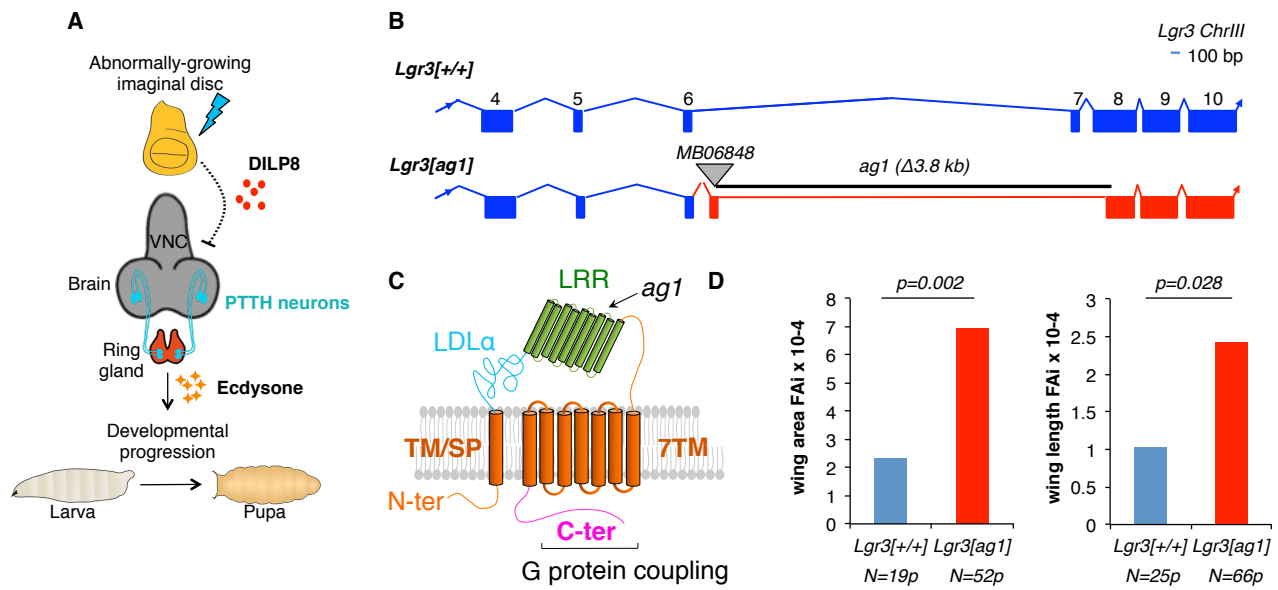 A
Abnormally-growing
imaginal disc
DILP8
VNC
Brain
PTTH neurons
Ring
gland
Ecdysone
Developmental
progression
Larva
Pupa
B
Lgr3 ChrIII
100 bp
Lgr3[+/+]
4
5
6
7
8
9
10
Lgr3[ag1]
MB06848
ag1 (Δ3.8 kb)
C
LRR
ag1
LDLα
TM/SP
7TM
N-ter
C-ter
G protein coupling
D
p=0.002
wing area FAi x 10-4
8
7
6
5
4
3
2
1
0
Lgr3[+/+]
Lgr3[ag1]
N=19p
N=52p
p=0.028
wing length FAi x 10-4
3
2.5
2
1.5
1
0.5
0
Lgr3[+/+]
Lgr3[ag1]
N=25p
N=66p